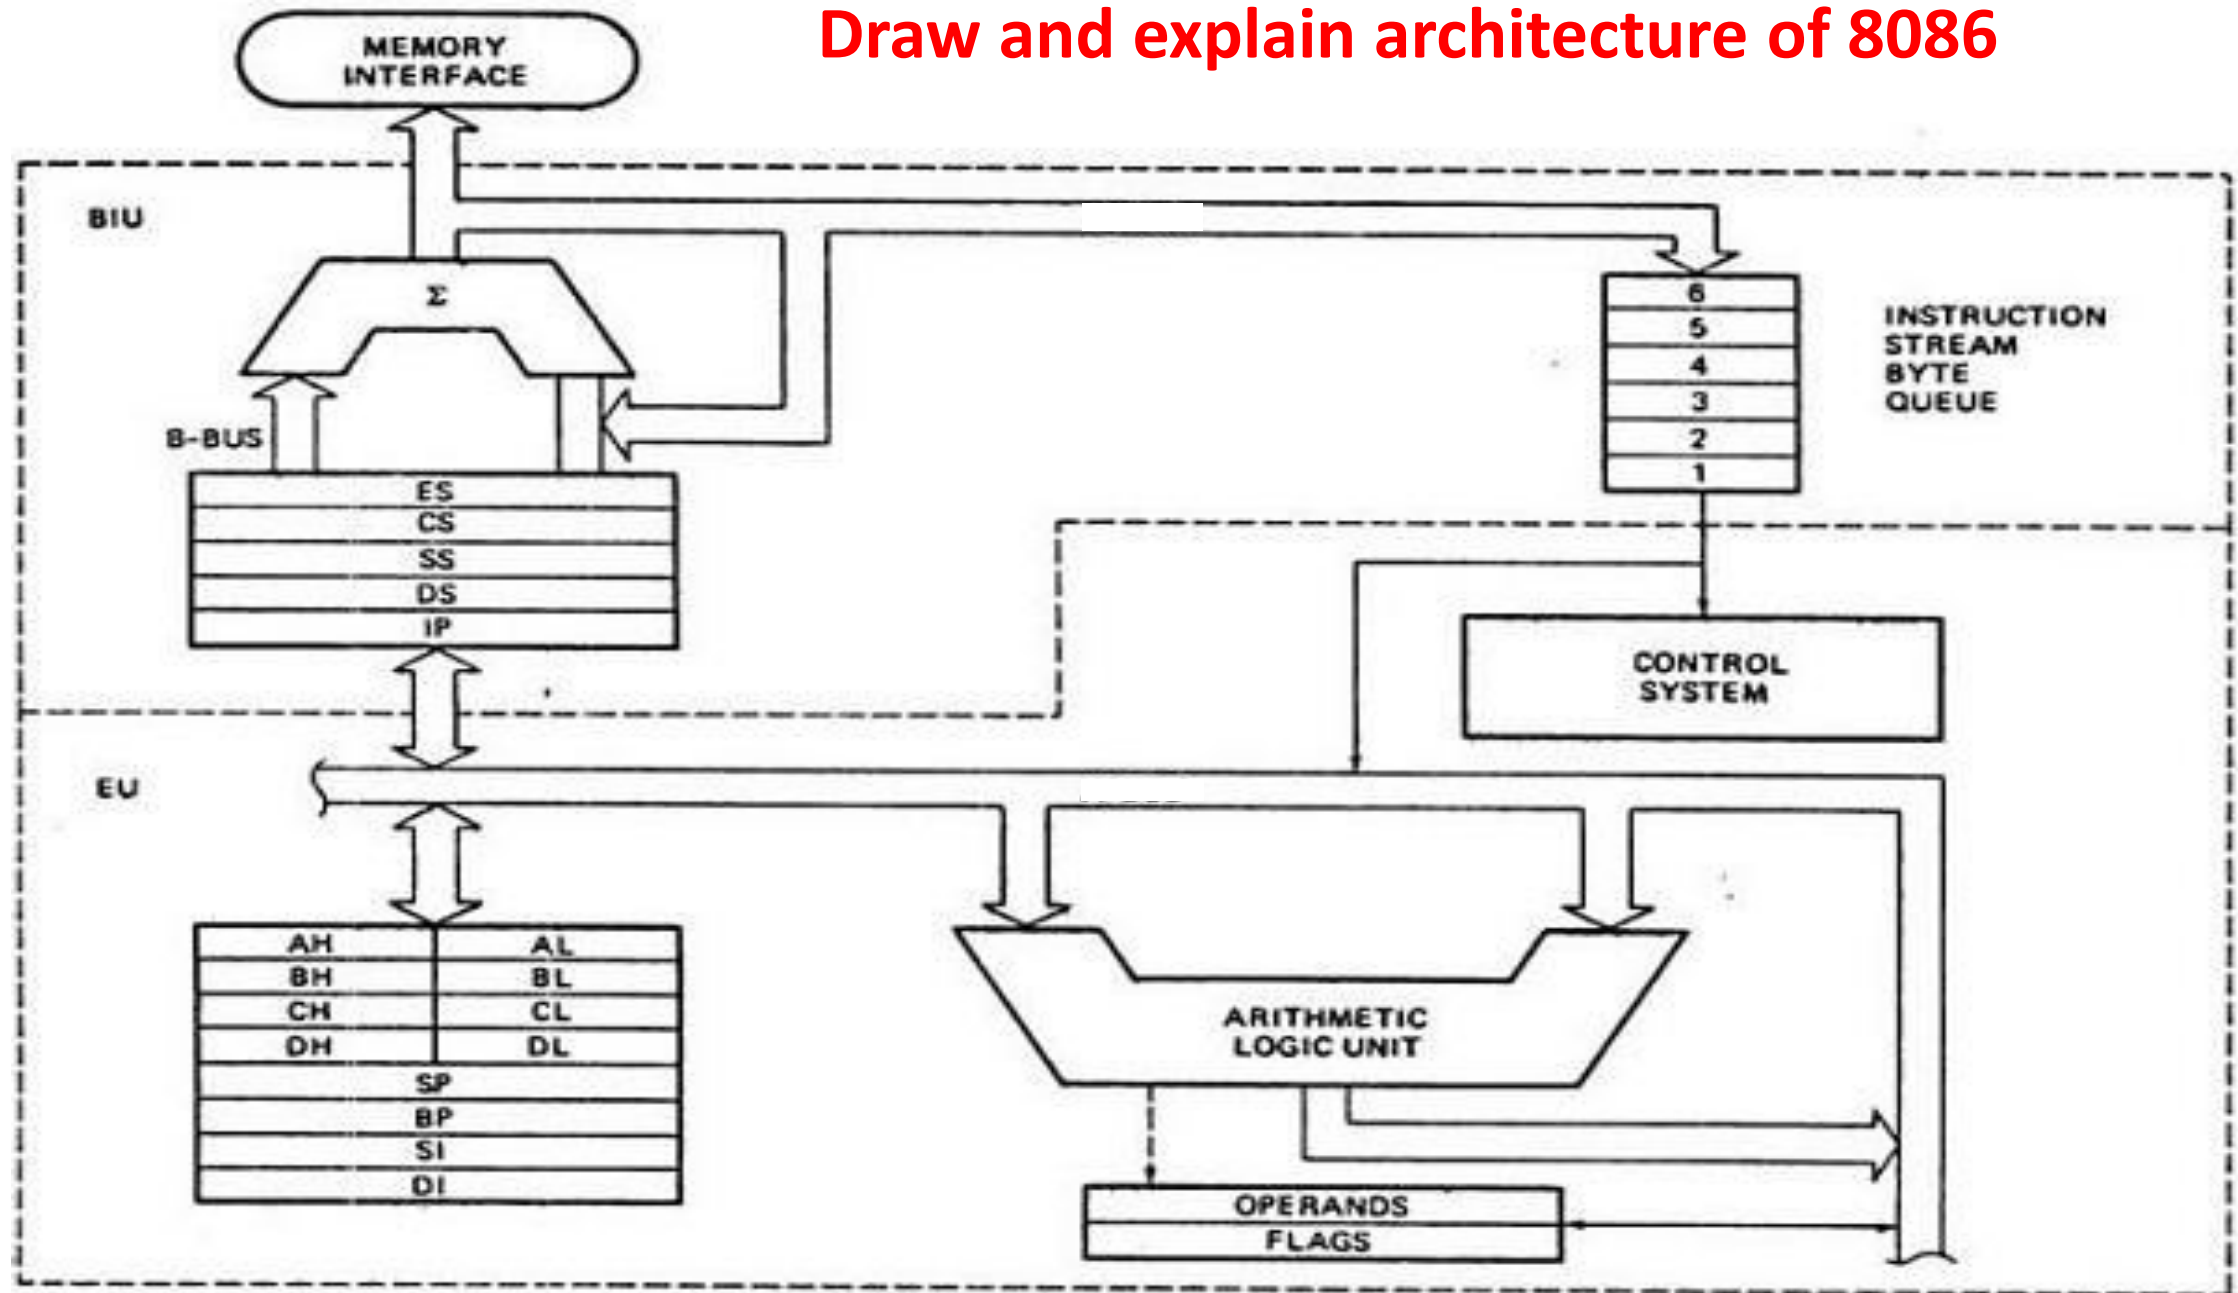 Draw and explain architecture of 8086
MEMORY
INTERFACE
BIU
Σ
6
5
4
3
2
1
INSTRUCTION
STREAM
BYTE
QUEUE
8-BUS
ES
CS
SS
DS
IP
CONTROL
SYSTEM
EU
AH AL
BH BL
CH CL
DH DL
SP
BP
SI
DI
ARITHMETIC
LOGIC UNIT
OPERANDS
FLAGS